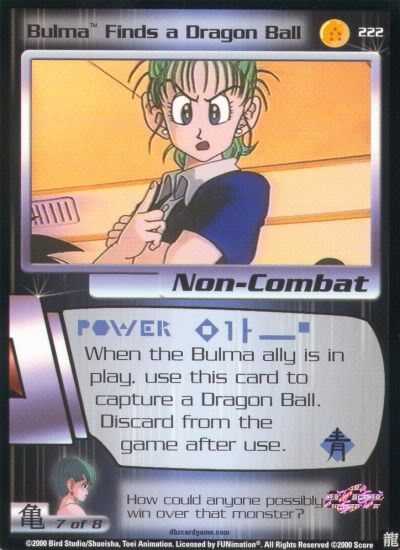 Bulma™ Finds a Dragon Ball 222
Non-Combat
POWER
When the Bulma ally is in
play, use this card to
capture a Dragon Ball.
Discard from the
game after use.
青
亀 7 of 8
How could anyone possibly
win over that monster?
dbzcardgame.com
©2000 Bird Studio/Shueisha, Toei Animation. Licensed by FUNimation®. All Rights Reserved ©2000 Score
龍